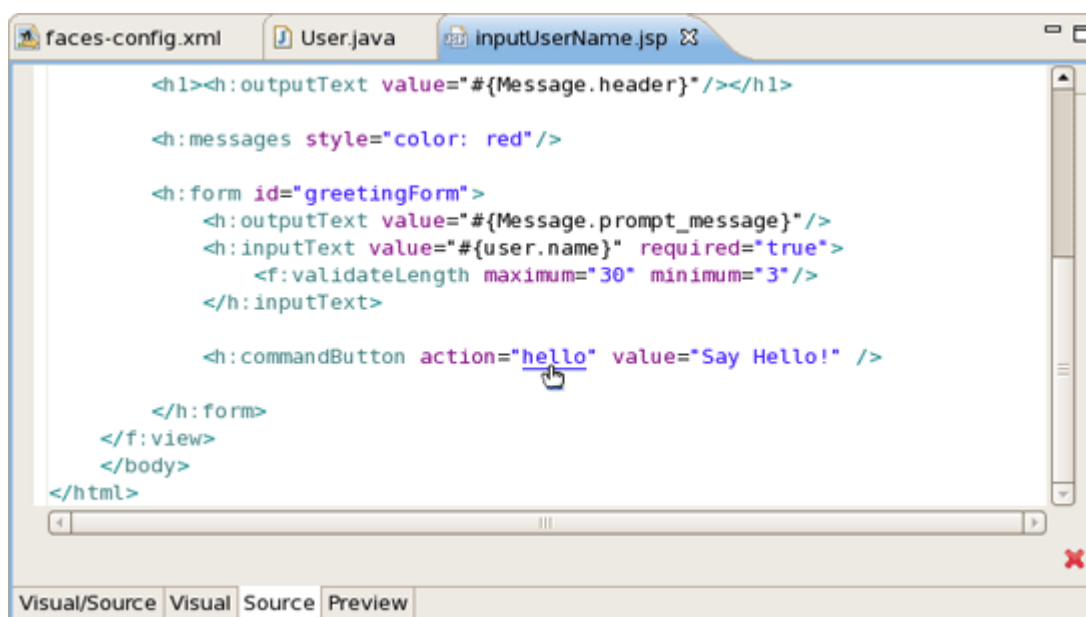 faces-config.xml User.java inputUserName.jsp
<h1><h:outputText value="#{Message.header}"/></h1>
<h:messages style="color: red"/>
<h:form id="greetingForm">
<h:outputText value="#{Message.prompt_message}"/>
<h:inputText value="#{user.name}" required="true">
<f:validateLength maximum="30" minimum="3"/>
</h:inputText>
<h:commandButton action="hello" value="Say Hello!" />
</h:form>
</f:view>
</body>
</html>
Visual/Source Visual Source Preview